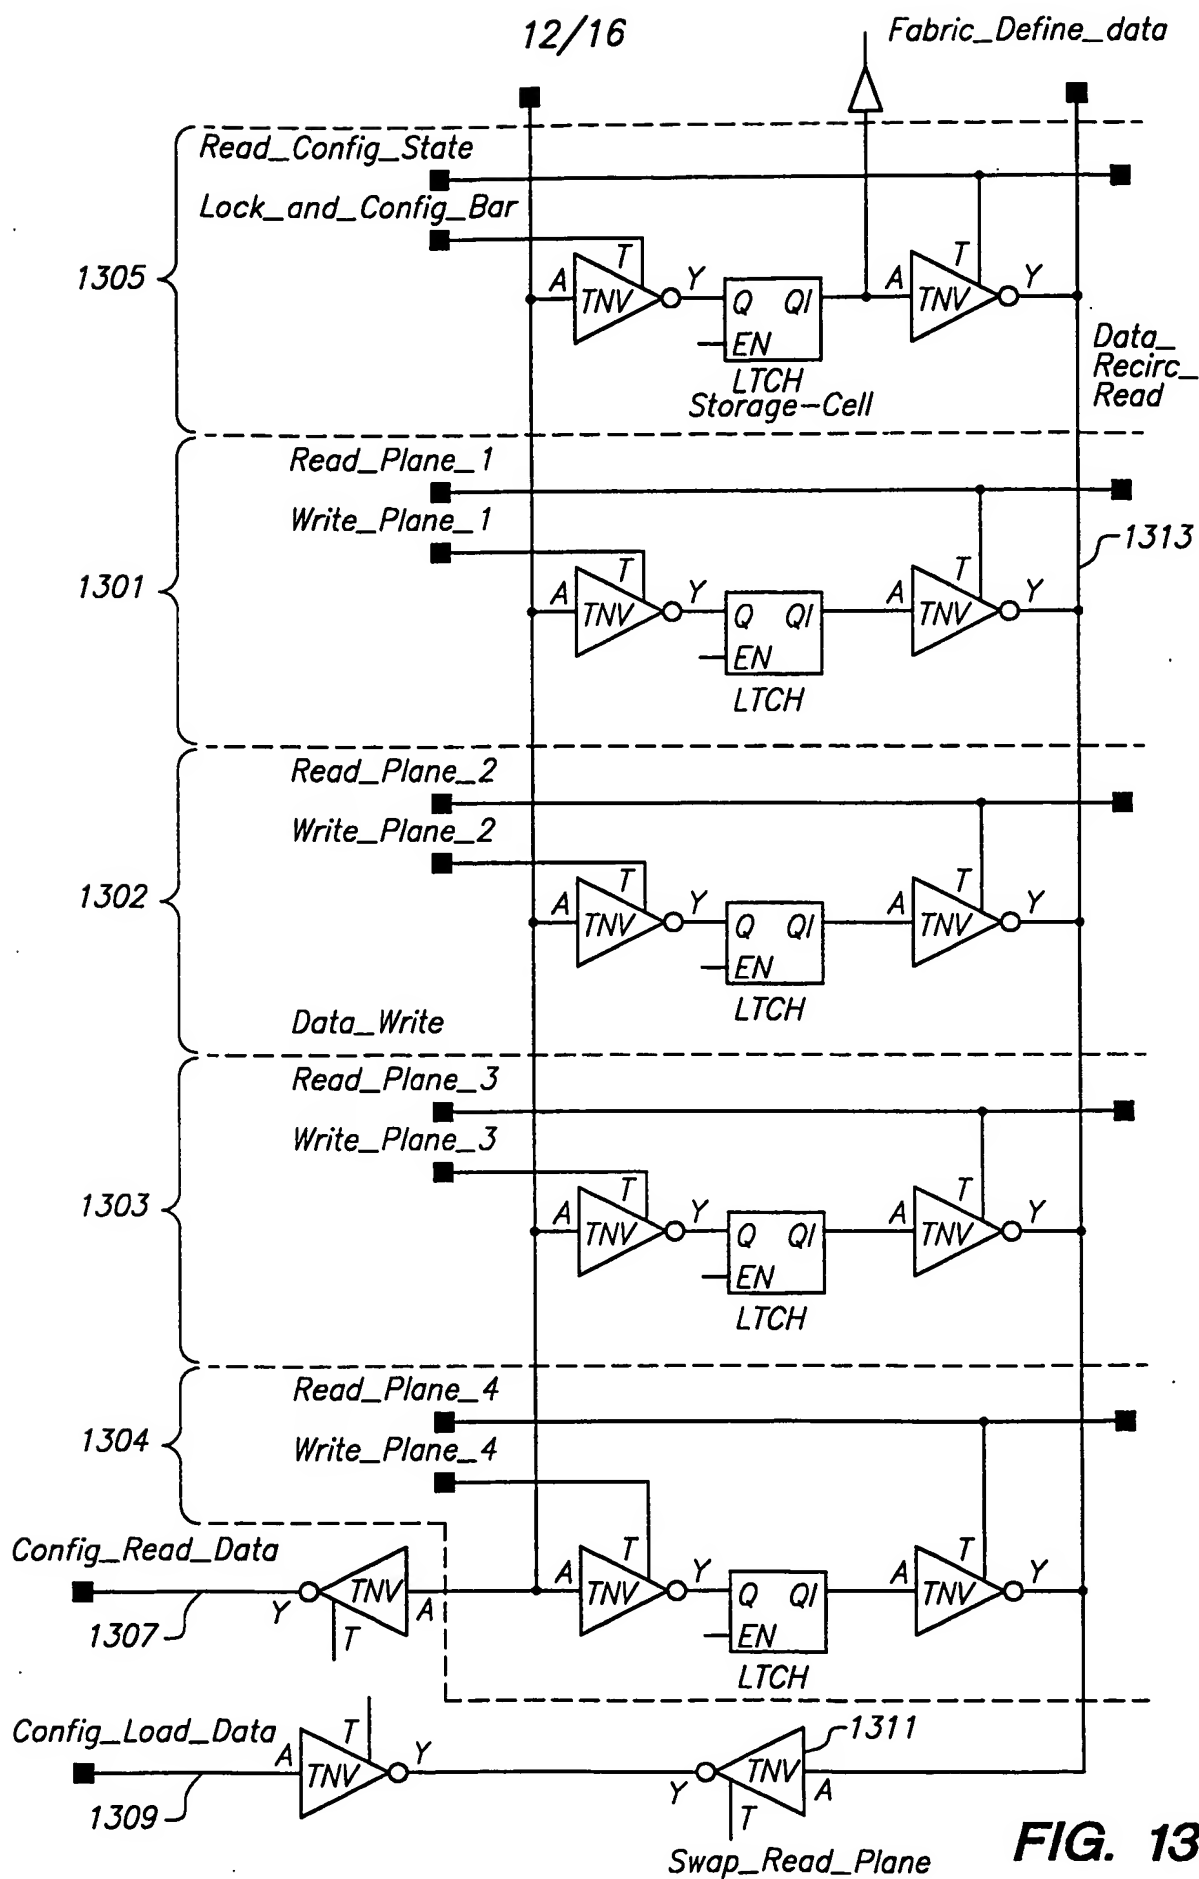 12/16
Fabric_Define_data
Read_Config_State
Lock_and_Config_Bar
1305
A TNV T Y
Q QI
EN
LTCH
Storage-Cell
A TNV T Y
Data_
Recirc_
Read
Read_Plane_1
Write_Plane_1
1301
A TNV T Y
Q QI
EN
LTCH
A TNV T Y
1313
Read_Plane_2
Write_Plane_2
1302
A TNV T Y
Q QI
EN
LTCH
A TNV T Y
Data_Write
Read_Plane_3
Write_Plane_3
1303
A TNV T Y
Q QI
EN
LTCH
A TNV T Y
Read_Plane_4
Write_Plane_4
1304
A TNV T Y
Q QI
EN
LTCH
A TNV T Y
Config_Read_Data
Y TNV A
T
1307
Config_Load_Data
A TNV T Y
1309
Y TNV A
T
1311
Swap_Read_Plane
FIG. 13